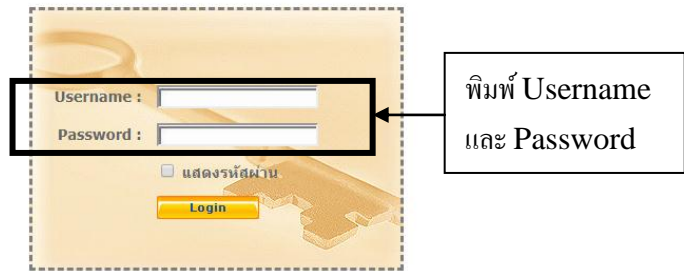 Username :
Password :
แสดงรหัสผ่าน
Login
พิมพ์ Username
และ Password